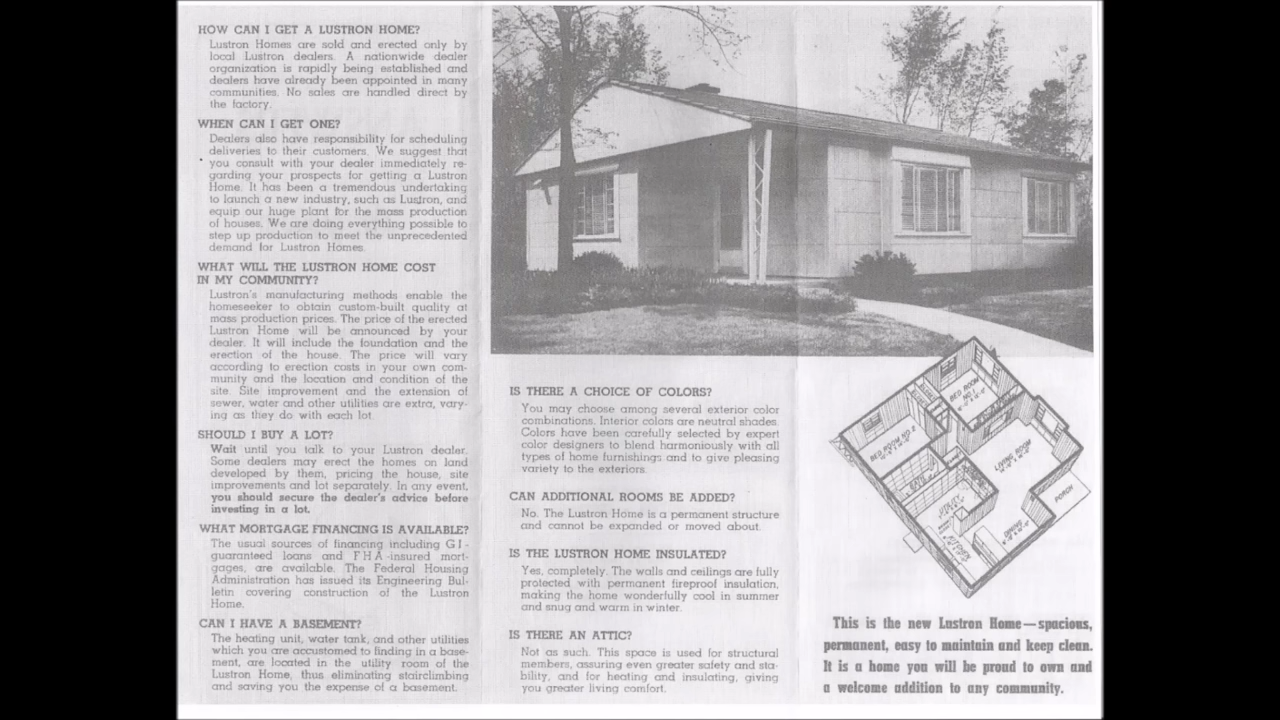 HOW CAN I GET A LUSTRON HOME?
Lustron Homes are sold and erected only by
local Lustron dealers. A nationwide dealer
organization is rapidly being established and
dealers have already been appointed in many
communities. No sales are handled direct by
the factory.
WHEN CAN I GET ONE?
Dealers also have responsibility for scheduling
deliveries to their customers. We suggest that
you consult with your dealer immediately re-
garding your prospects for getting a Lustron
Home. It has been a tremendous undertaking
to launch a new industry, such as Lustron, and
equip our huge plant for the mass production
of houses. We are doing everything possible to
step up production to meet the unprecedented
demand for Lustron Homes.
WHAT WILL THE LUSTRON HOME COST
IN MY COMMUNITY?
Lustron's manufacturing methods enable the
homeseeker to obtain custom-built quality at
mass production prices. The price of the erected
Lustron Home will be announced by your
dealer. It will include the foundation and the
erection of the house. The price will vary
according to erection costs in your own com-
munity and the location and condition of the
site. Site improvement and the extension of
sewer, water and other utilities are extra, vary-
ing as they do with each lot.
SHOULD I BUY A LOT?
Wait until you talk to your Lustron dealer.
Some dealers may erect the homes on land
developed by them, pricing the house, site
improvements and lot separately. In any event,
you should secure the dealer's advice before
investing in a lot.
WHAT MORTGAGE FINANCING IS AVAILABLE?
The usual sources of financing including GI-
guaranteed loans and FHA-insured mort-
gages, are available. The Federal Housing
Administration has issued its Engineering Bul-
letin covering construction of the Lustron
Home.
CAN I HAVE A BASEMENT?
The heating unit, water tank, and other utilities
which you are accustomed to finding in a base-
ment, are located in the utility room of the
Lustron Home, thus eliminating stairclimbing
and saving you the expense of a basement.
IS THERE A CHOICE OF COLORS?
You may choose among several exterior color
combinations. Interior colors are neutral shades.
Colors have been carefully selected by expert
color designers to blend harmoniously with all
types of home furnishings and to give pleasing
variety to the exteriors.
CAN ADDITIONAL ROOMS BE ADDED?
No. The Lustron Home is a permanent structure
and cannot be expanded or moved about.
IS THE LUSTRON HOME INSULATED?
Yes, completely. The walls and ceilings are fully
protected with permanent fireproof insulation,
making the home wonderfully cool in summer
and snug and warm in winter.
IS THERE AN ATTIC?
Not as such. This space is used for structural
members, assuring even greater safety and sta-
bility, and for heating and insulating, giving
you greater living comfort.
BED ROOM
NO. 1
BED ROOM NO. 2
LIVING ROOM
BATH
UTILITY
PORCH
DINING
KITCHEN
This is the new Lustron Home—spacious,
permanent, easy to maintain and keep clean.
It is a home you will be proud to own and
a welcome addition to any community.